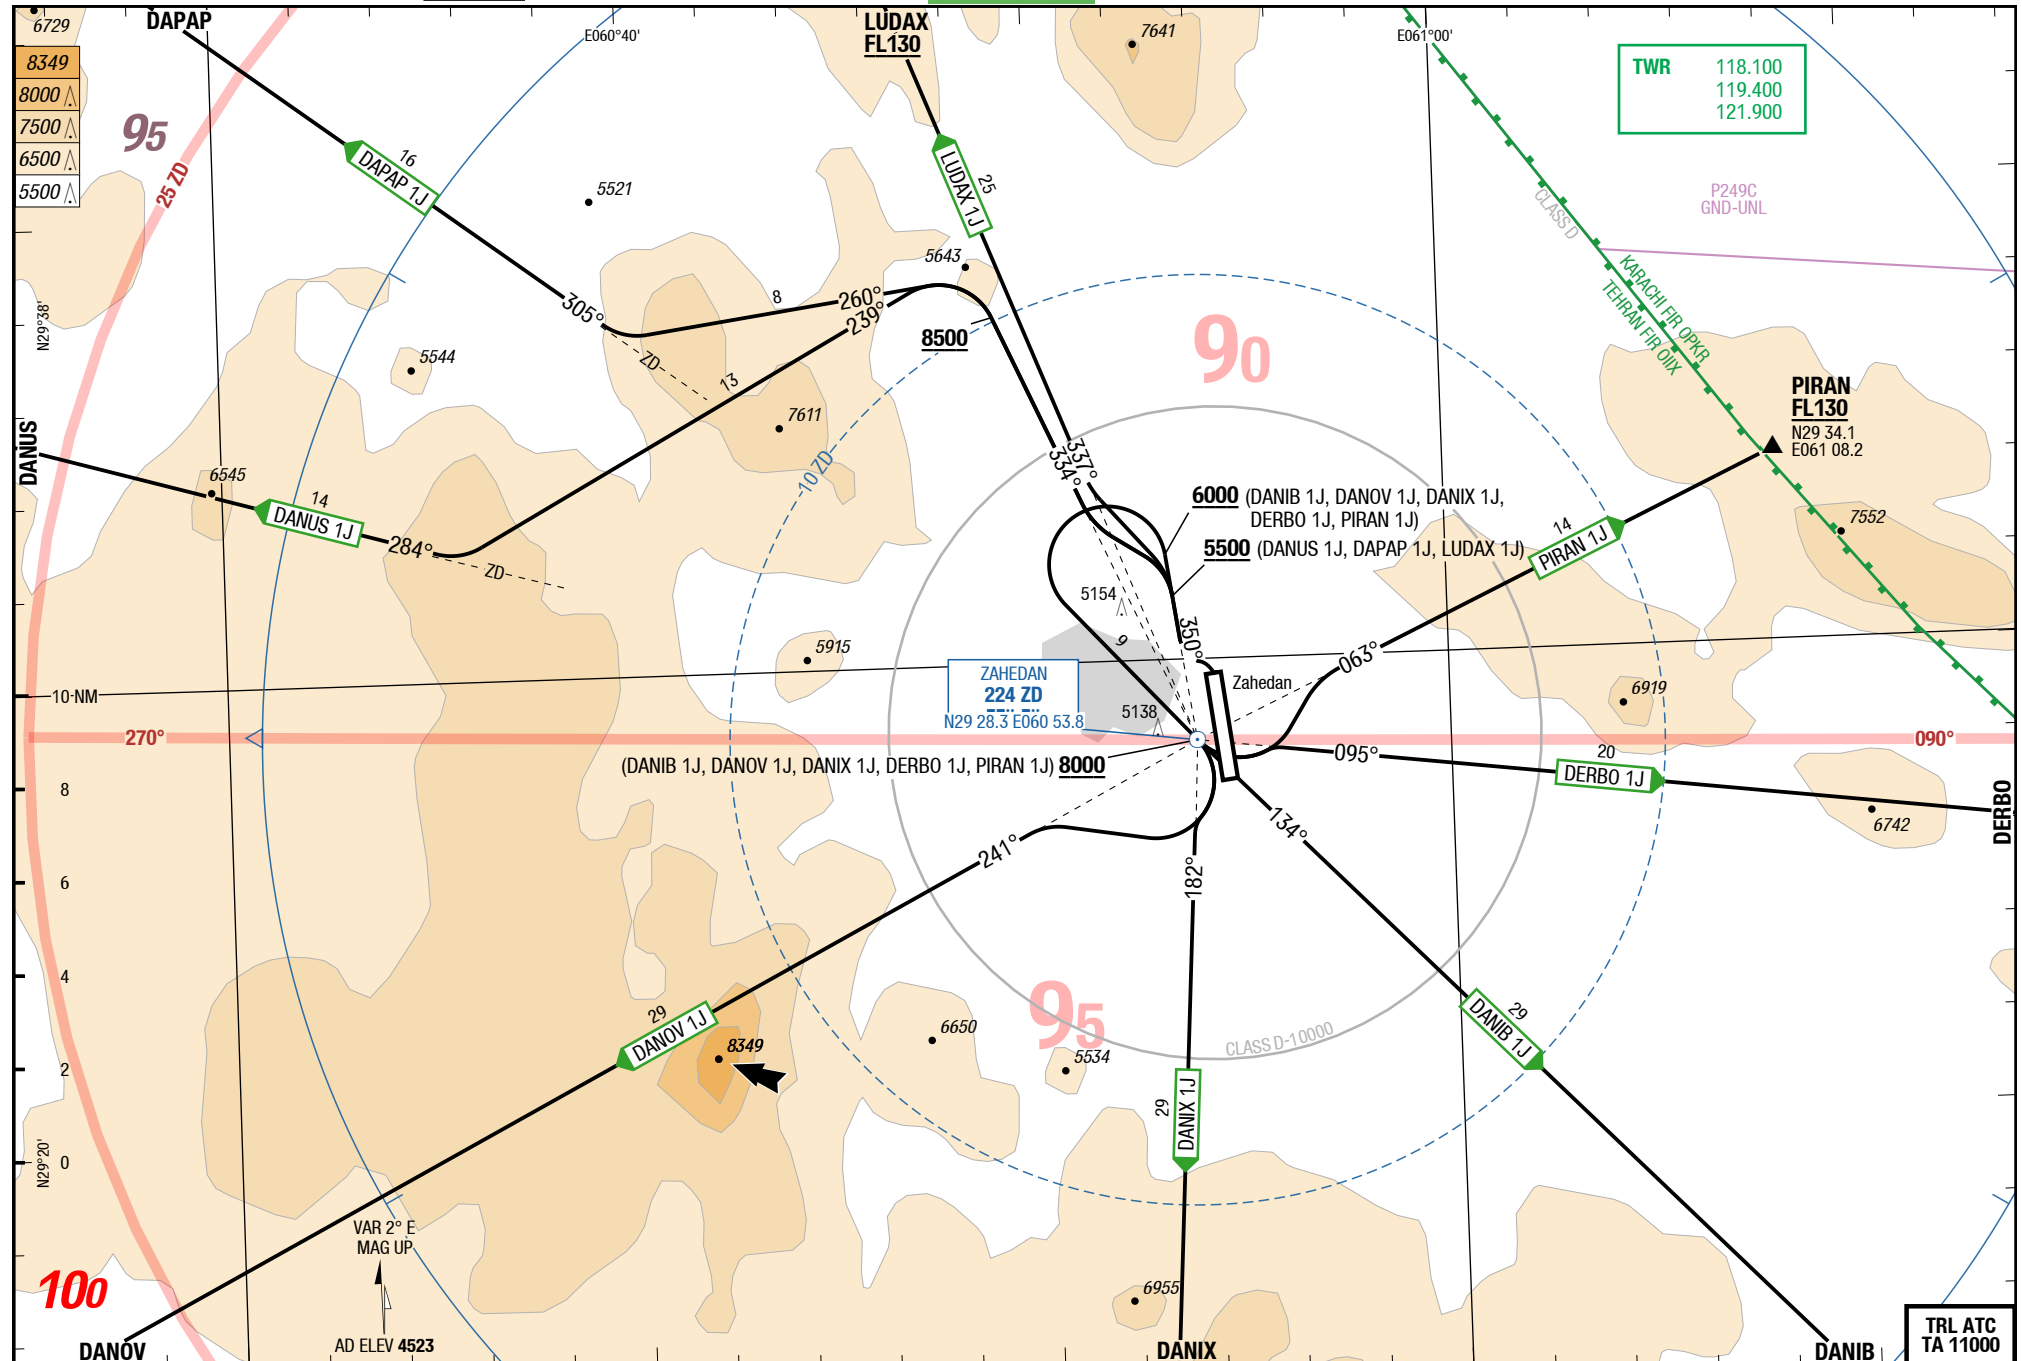 6729
DAPAP
LUDAX
FL130
7641
E060°40'
E061°00'
TWR 118.100
119.400
121.900
8349
8000
7500
6500
5500
95
25 ZD
16
DAPAP 1J
5521
LUDAX 1J
25
CLASS D
P249C
GND-UNL
5643
KARACHI FIR OPKR
TEHRAN FIR OIIX
N29°38'
305°
8
260°
239°
8500
90
ZD
5544
13
7611
PIRAN
FL130
N29 34.1
E061 08.2
DANUS
6545
14
DANUS 1J
284°
ZD
10 ZD
337°
334°
6000 (DANIB 1J, DANOV 1J, DANIX 1J,
DERBO 1J, PIRAN 1J)
5500 (DANUS 1J, DAPAP 1J, LUDAX 1J)
14
PIRAN 1J
7552
5154
9
350°
5915
063°
ZAHEDAN
224 ZD
N29 28.3 E060 53.8
5138
Zahedan
6919
10 NM
270°
090°
095°
20
DERBO 1J
(DANIB 1J, DANOV 1J, DANIX 1J, DERBO 1J, PIRAN 1J) 8000
8
6742
DERBO
134°
241°
182°
6
4
29
DANOV 1J
8349
6650
95
5534
CLASS D-10000
29
DANIB 1J
2
29
DANIX 1J
0
N29°20'
VAR 2° E
MAG UP
100
6955
AD ELEV 4523
DANOV
DANIX
DANIB
TRL ATC
TA 11000